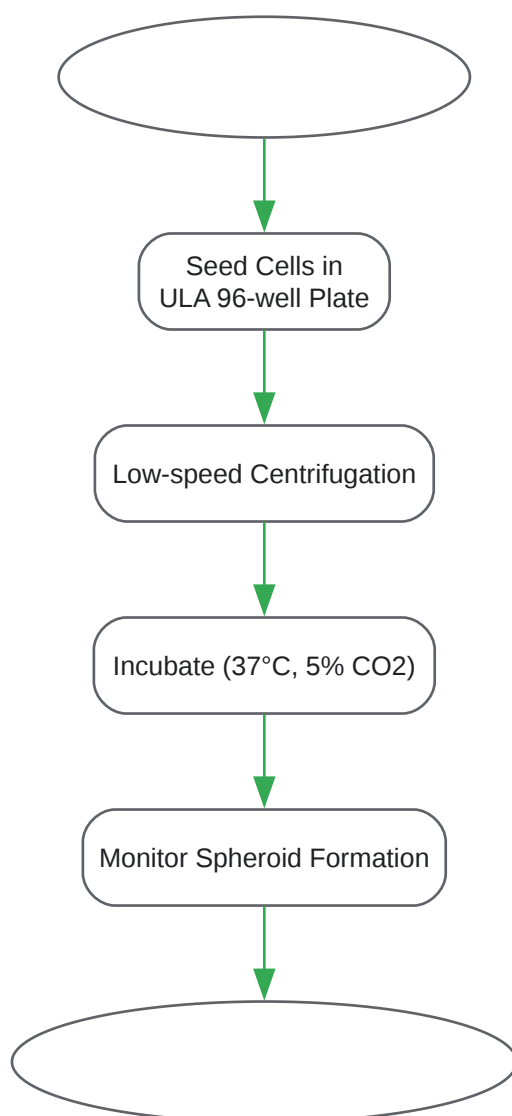 Seed Cells in
ULA 96-well Plate
Low-speed Centrifugation
Incubate (37°C, 5% CO2)
Monitor Spheroid Formation